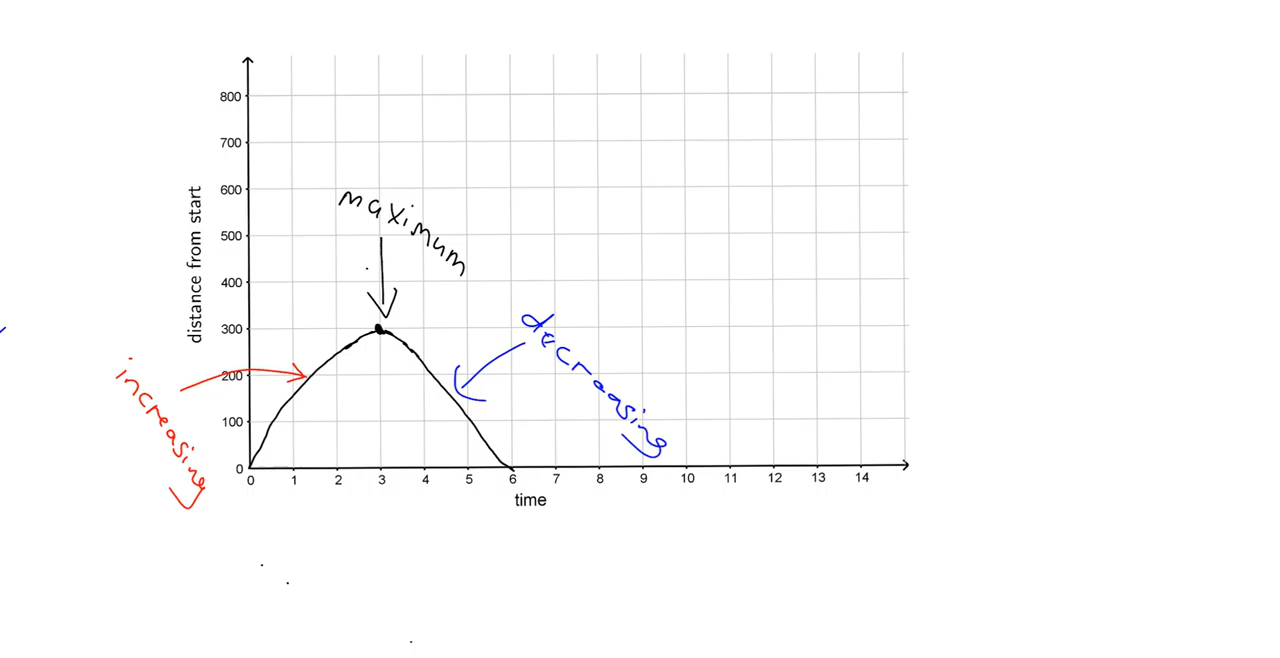 800
700
600
500
400
300
200
100
0
distance from start
maximum
increasing
decreasing
0 1 2 3 4 5 6 7 8 9 10 11 12 13 14
time